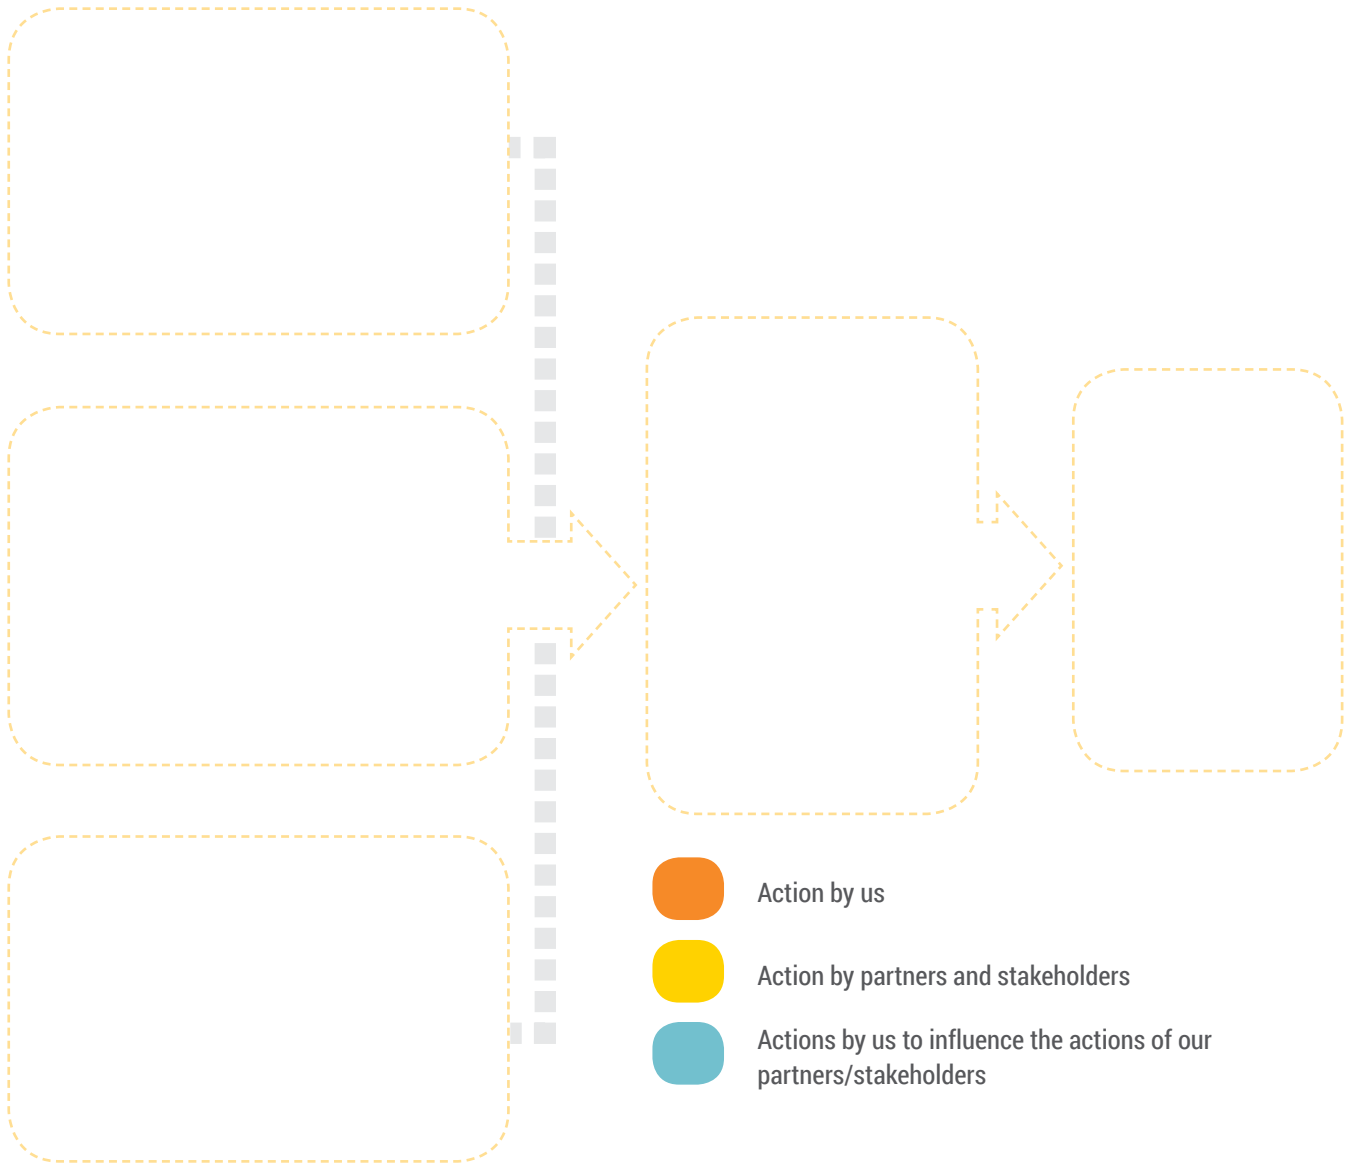 Action by us
Action by partners and stakeholders
Actions by us to influence the actions of our
partners/stakeholders